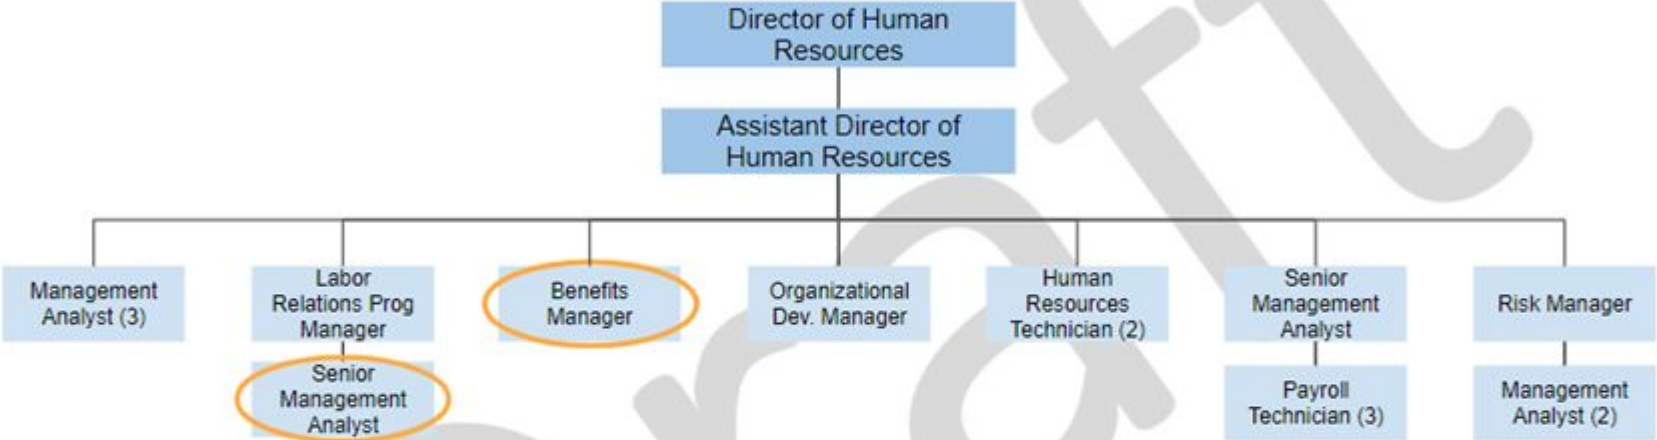 Director of Human
Resources
Assistant Director of
Human Resources
Management
Analyst (3)
Labor
Relations Prog
Manager
Benefits
Manager
Organizational
Dev. Manager
Human
Resources
Technician (2)
Senior
Management
Analyst
Risk Manager
Senior
Management
Analyst
Payroll
Technician (3)
Management
Analyst (2)